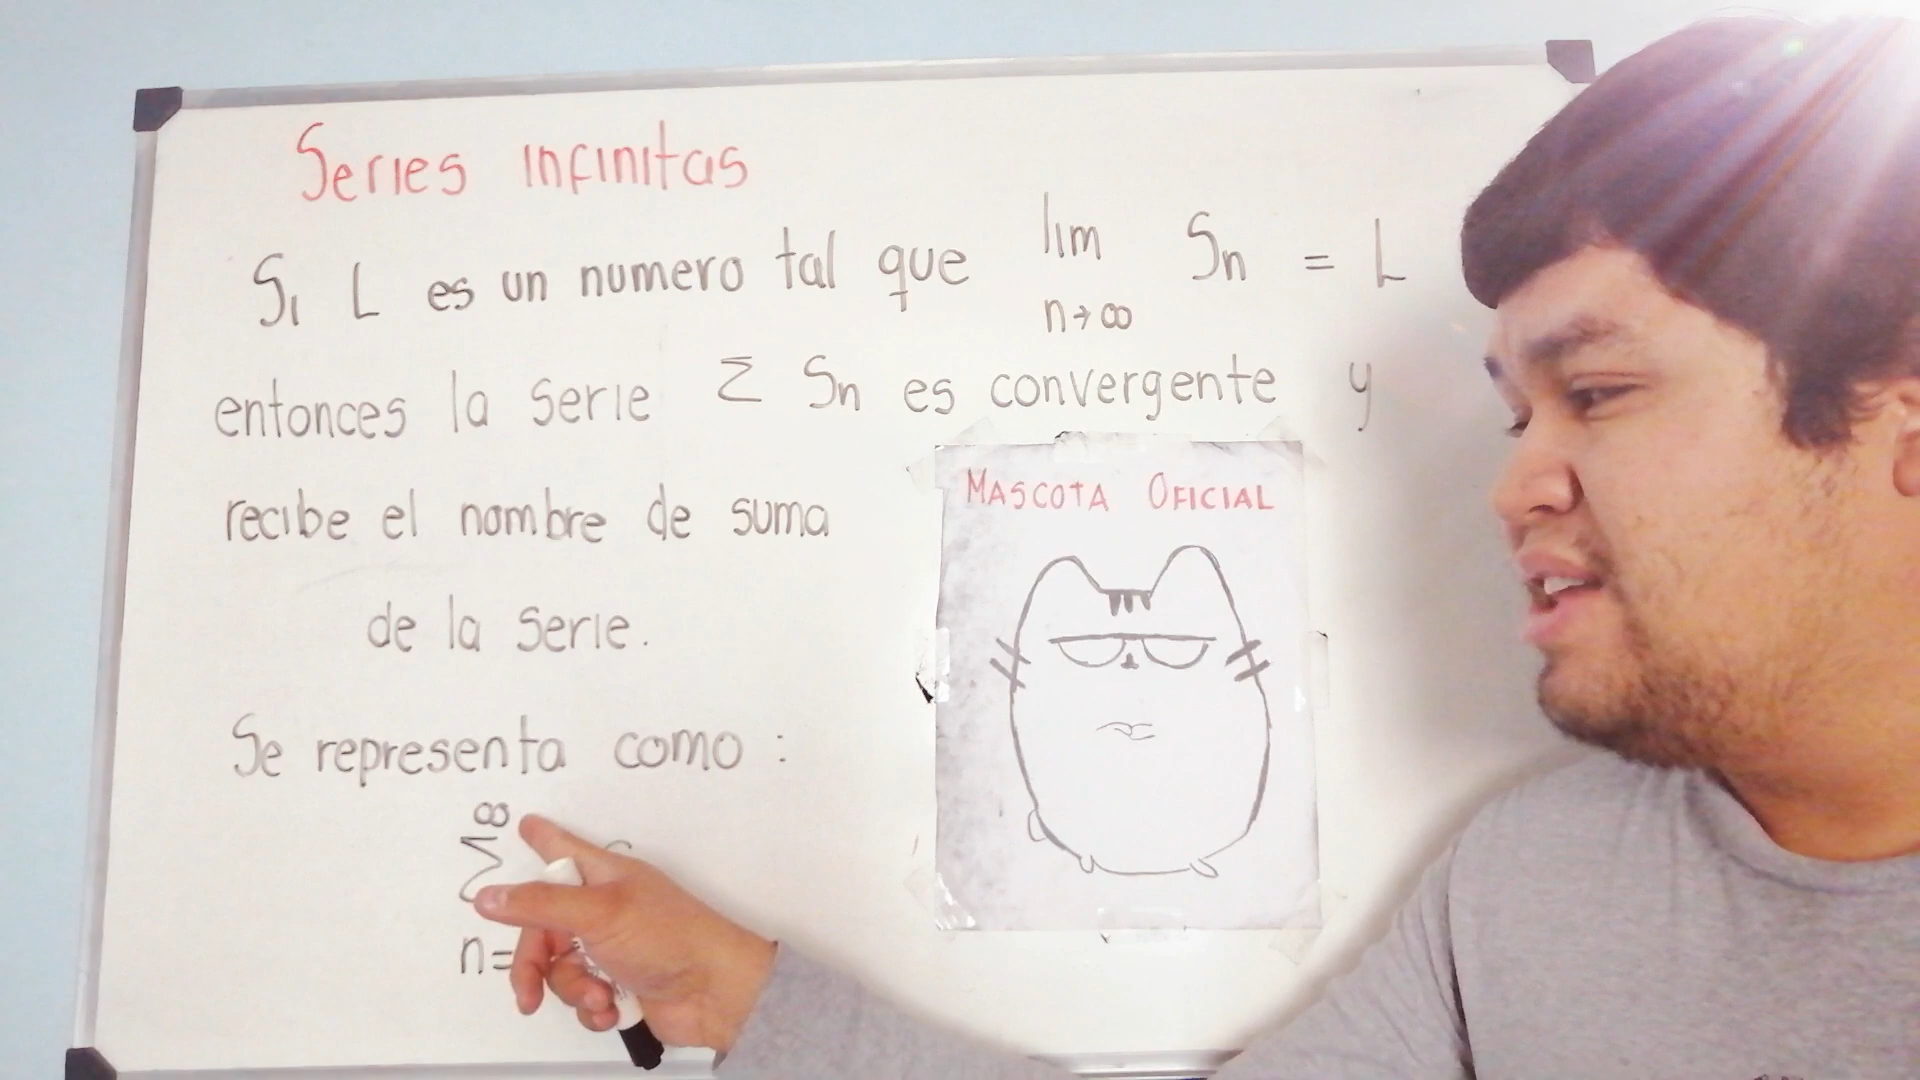 Series infinitas
Si L es un numero tal que lim Sn = L
n→∞
entonces la serie Σ Sn es convergente y
recibe el nombre de suma
de la serie.
Se representa como :
∞
Σ
n=
MASCOTA OFICIAL